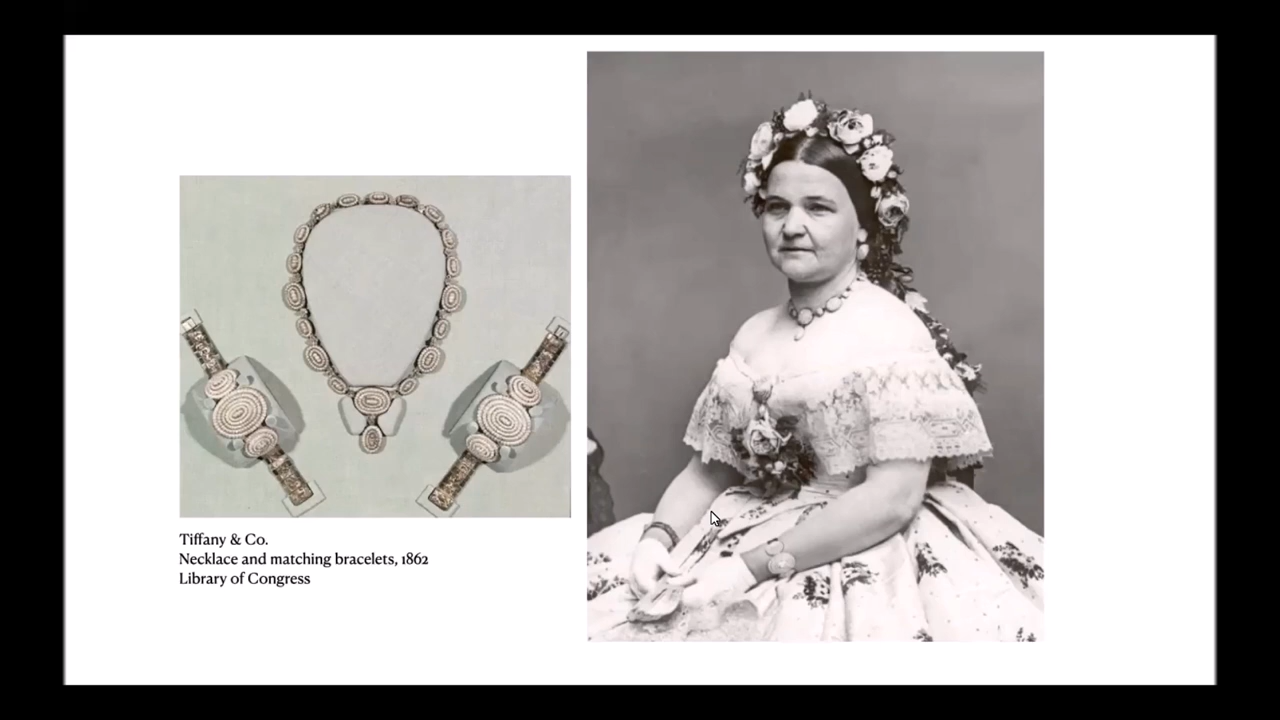 Tiffany & Co.
Necklace and matching bracelets, 1862
Library of Congress